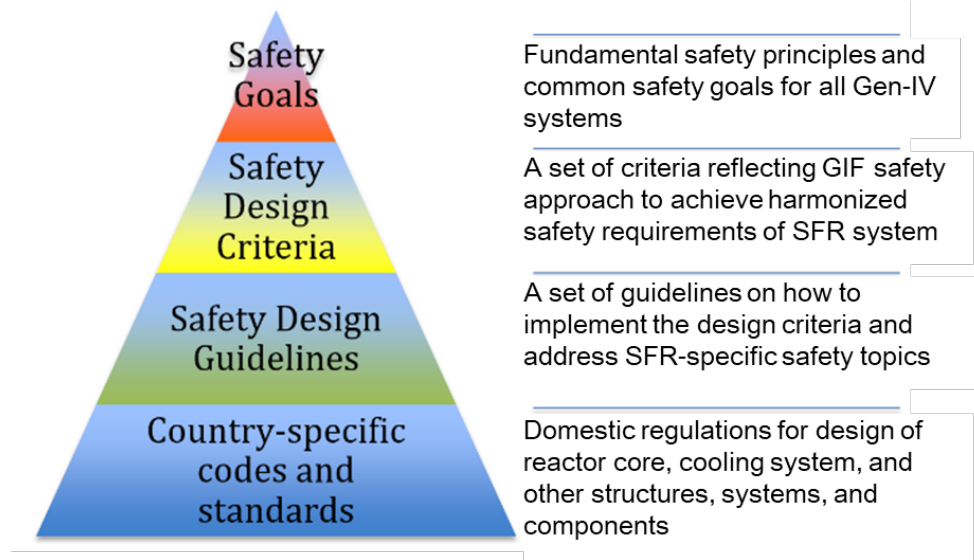 Safety
Goals
Fundamental safety principles and
common safety goals for all Gen-IV
systems
Safety
Design
Criteria
A set of criteria reflecting GIF safety
approach to achieve harmonized
safety requirements of SFR system
Safety Design
Guidelines
A set of guidelines on how to
implement the design criteria and
address SFR-specific safety topics
Country-specific
codes and
standards
Domestic regulations for design of
reactor core, cooling system, and
other structures, systems, and
components